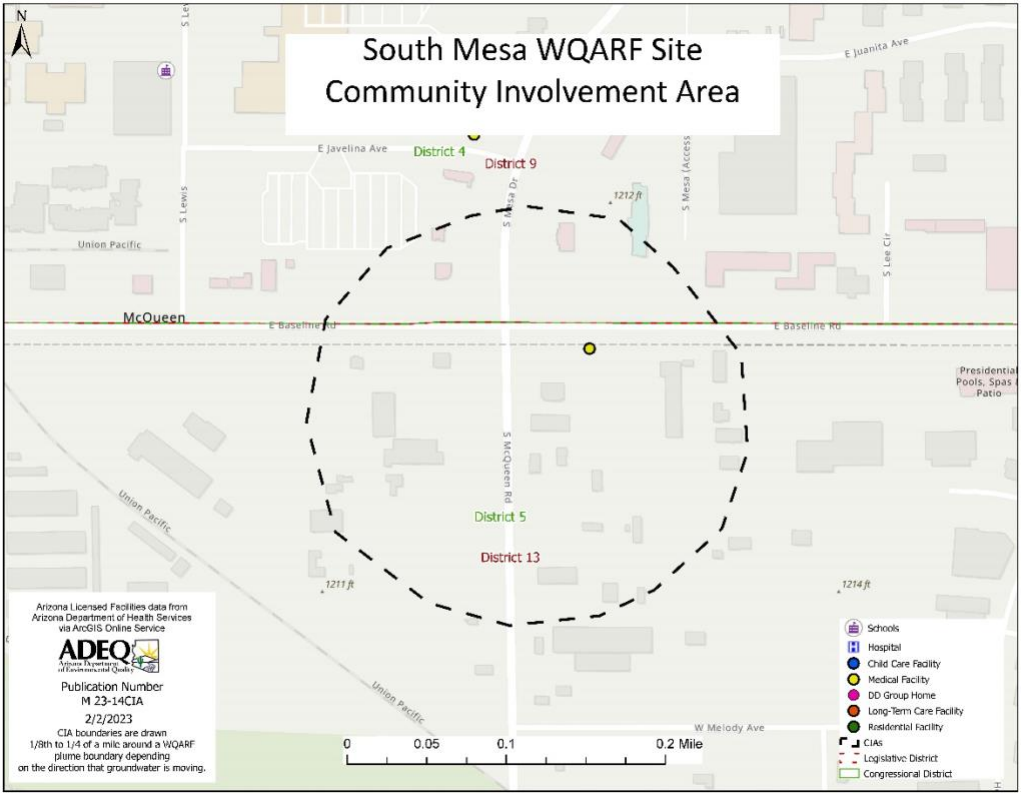 N
South Mesa WQARF Site
Community Involvement Area
S Lev
E Juanita Ave
E Javelina Ave
District 4
District 9
S Mesa Dr
S Mesa (Access
S Lewis
1212 ft
Union Pacific
S Lee Cir
McQueen
E Baseline Rd
E Baseline Rd
Presidential
Pools, Spas &
Patio
S McQueen Rd
Union Pacific
District 5
District 13
1211 ft
1214 ft
Arizona Licensed Facilities data from
Arizona Department of Health Services
via ArcGIS Online Service
ADEQ
Arizona Department
of Environmental Quality
Publication Number
M 23-14CIA
2/2/2023
CIA boundaries are drawn
1/8th to 1/4 of a mile around a WQARF
plume boundary depending
on the direction that groundwater is moving.
Union Pacific
W Melody Ave
0 0.05 0.1 0.2 Mile
Schools
H Hospital
Child Care Facility
Medical Facility
DD Group Home
Long-Term Care Facility
Residential Facility
CIAs
Legislative District
Congressional District